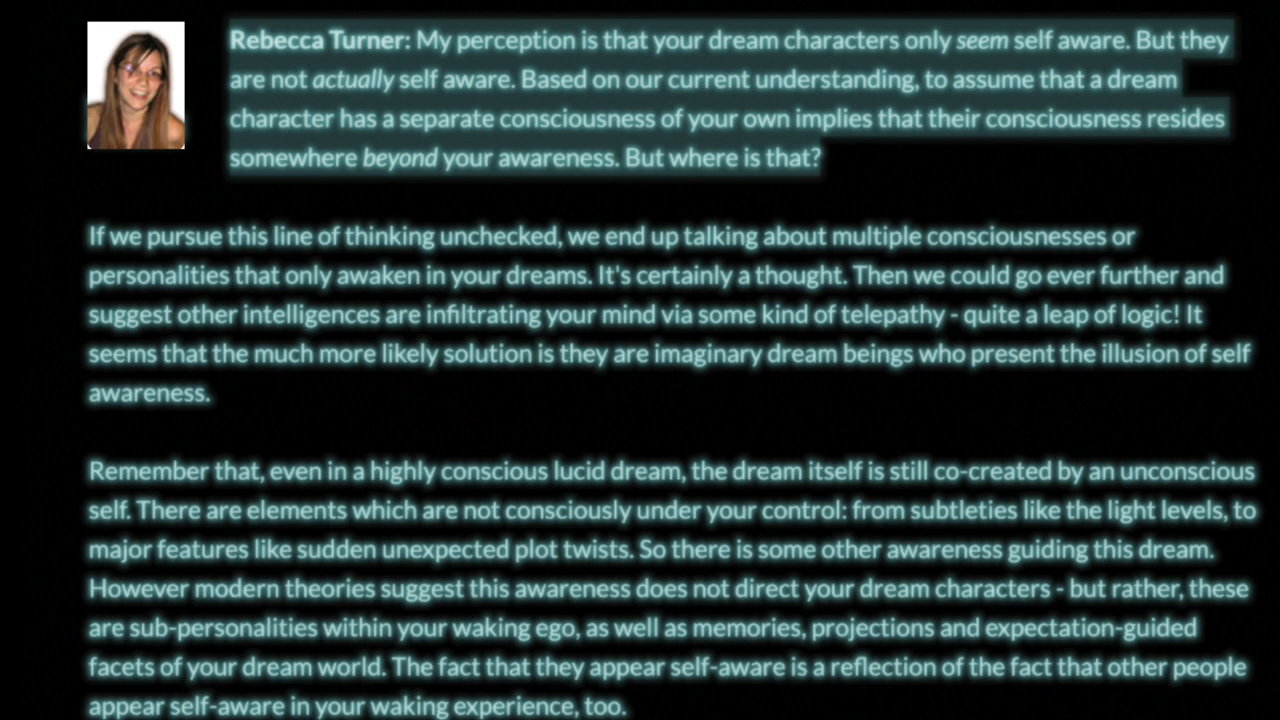 Rebecca Turner: My perception is that your dream characters only seem self aware. But they
are not actually self aware. Based on our current understanding, to assume that a dream
character has a separate consciousness of your own implies that their consciousness resides
somewhere beyond your awareness. But where is that?
If we pursue this line of thinking unchecked, we end up talking about multiple consciousnesses or
personalities that only awaken in your dreams. It's certainly a thought. Then we could go ever further and
suggest other intelligences are infiltrating your mind via some kind of telepathy - quite a leap of logic! It
seems that the much more likely solution is they are imaginary dream beings who present the illusion of self
awareness.
Remember that, even in a highly conscious lucid dream, the dream itself is still co-created by an unconscious
self. There are elements which are not consciously under your control: from subtleties like the light levels, to
major features like sudden unexpected plot twists. So there is some other awareness guiding this dream.
However modern theories suggest this awareness does not direct your dream characters - but rather, these
are sub-personalities within your waking ego, as well as memories, projections and expectation-guided
facets of your dream world. The fact that they appear self-aware is a reflection of the fact that other people
appear self-aware in your waking experience, too.